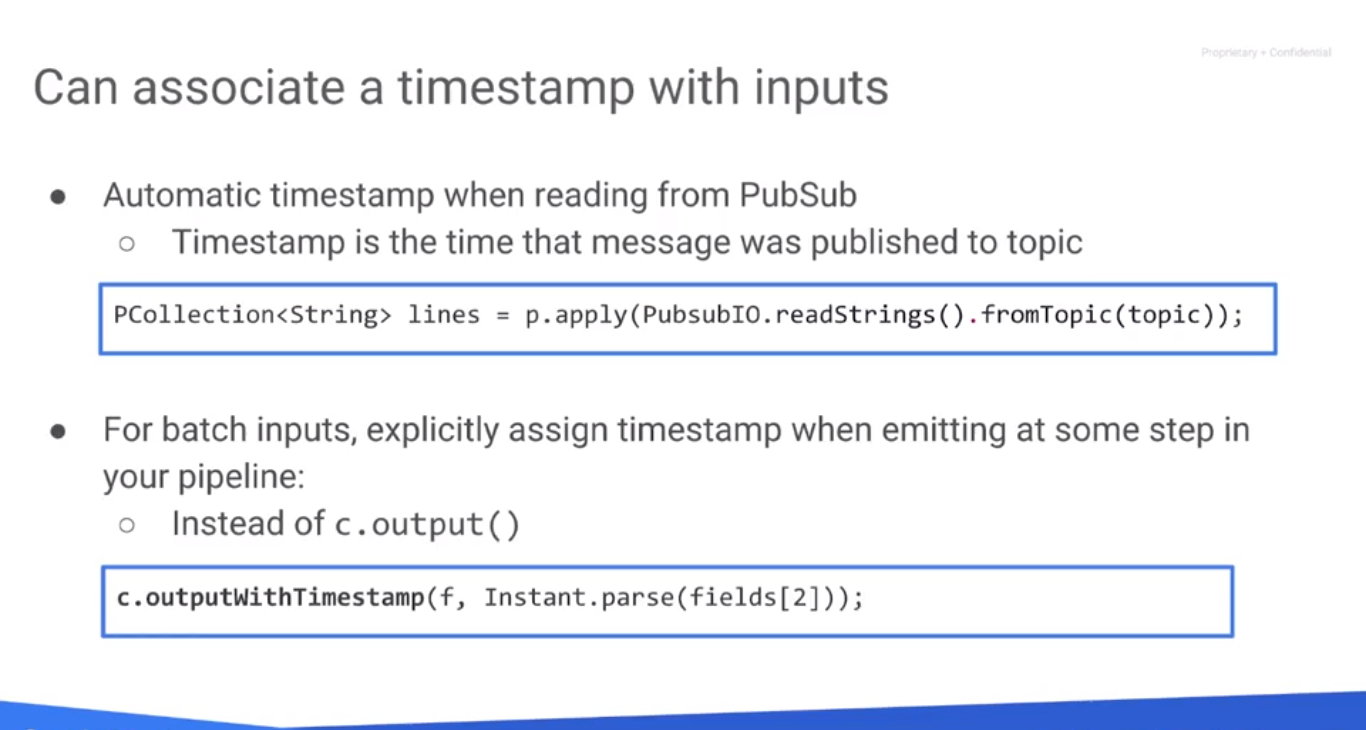 Proprietary + Confidential
Can associate a timestamp with inputs
● Automatic timestamp when reading from PubSub
○ Timestamp is the time that message was published to topic
PCollection<String> lines = p.apply(PubsubIO.readStrings().fromTopic(topic));
● For batch inputs, explicitly assign timestamp when emitting at some step in
your pipeline:
○ Instead of c.output()
c.outputWithTimestamp(f, Instant.parse(fields[2]));